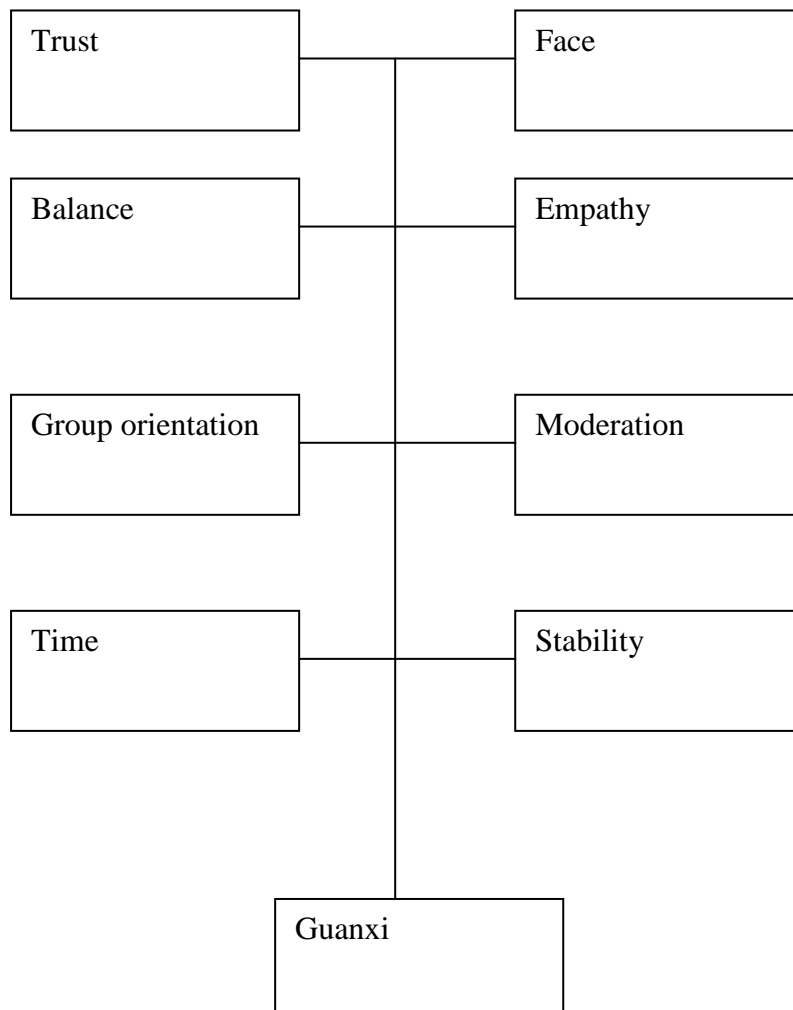 Trust
Face
Balance
Empathy
Group orientation
Moderation
Time
Stability
Guanxi